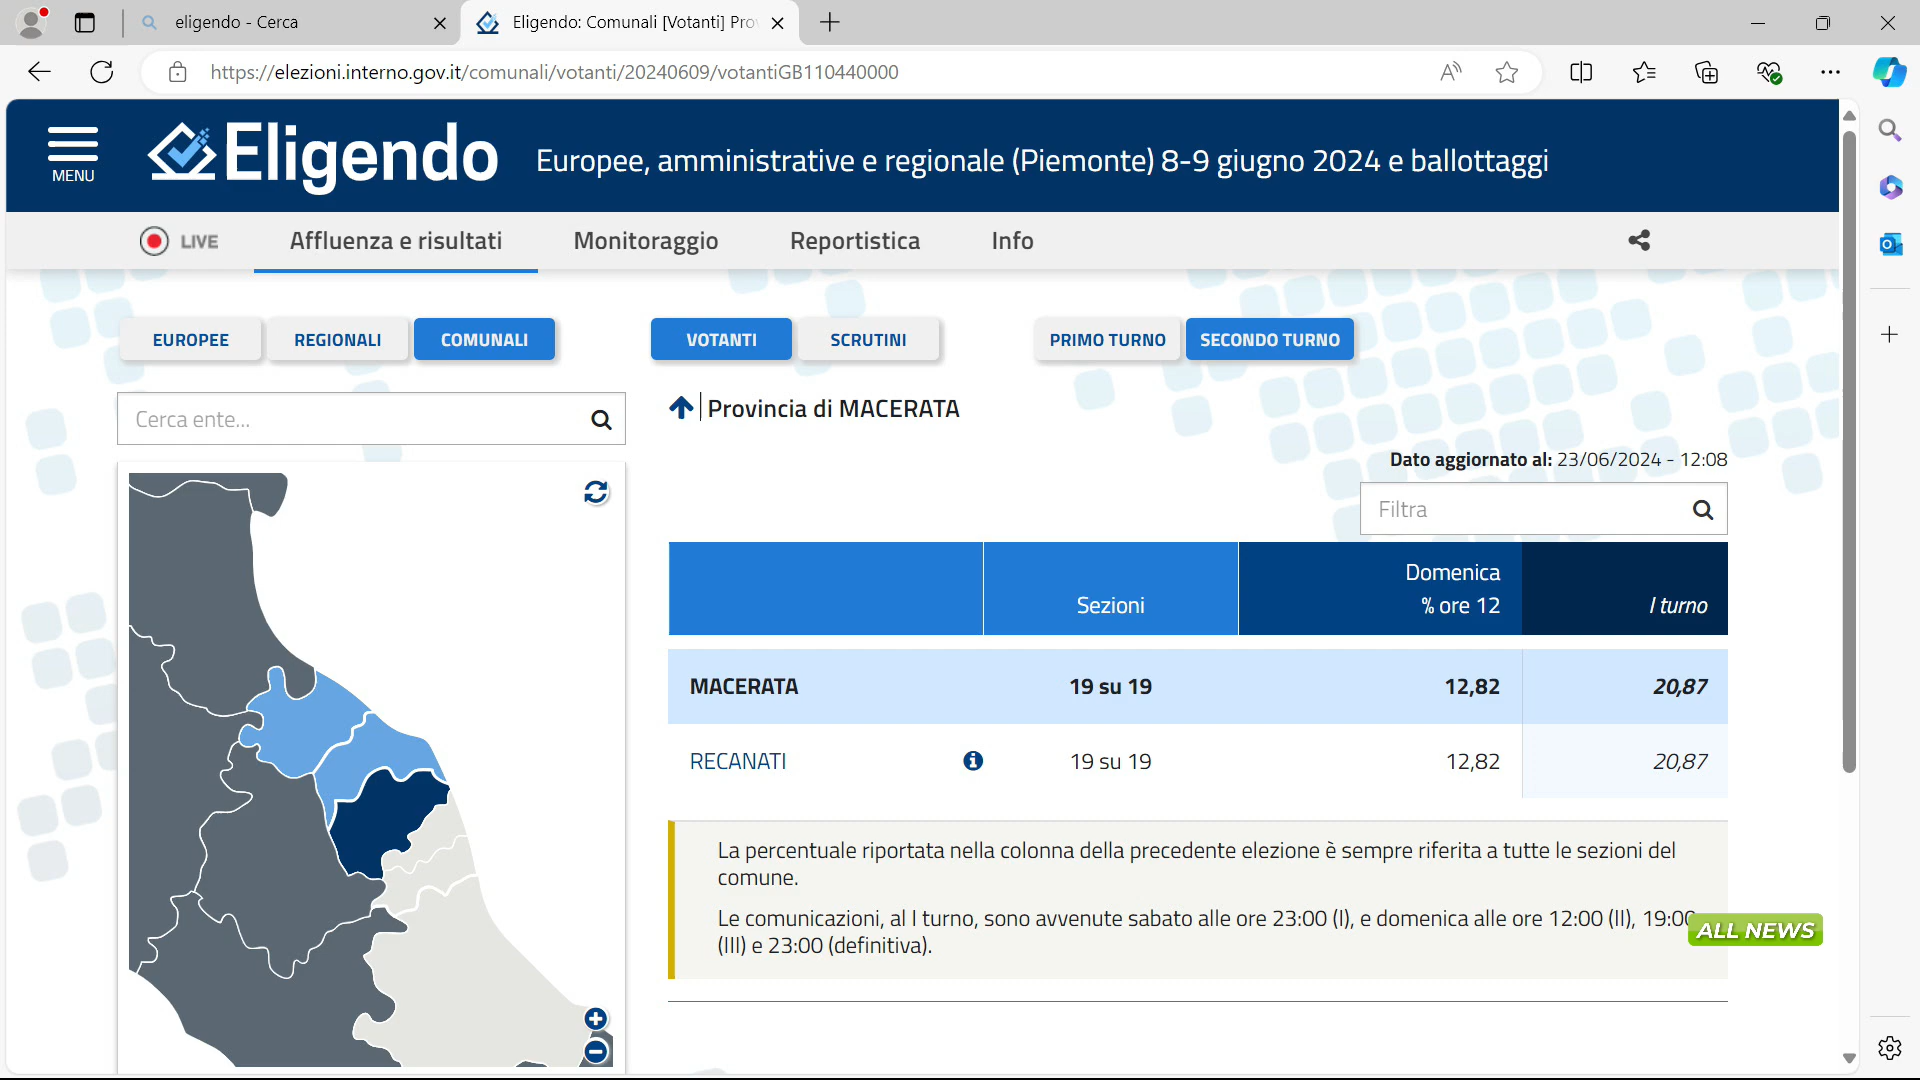 eligendo - Cerca
Eligendo: Comunali [Votanti] Pro
https://elezioni.interno.gov.it/comunali/votanti/20240609/votantiGB110440000
MENU
Eligendo
Europee, amministrative e regionale (Piemonte) 8-9 giugno 2024 e ballottaggi
LIVE
Affluenza e risultati
Monitoraggio
Reportistica
Info
EUROPEE
REGIONALI
COMUNALI
VOTANTI
SCRUTINI
PRIMO TURNO
SECONDO TURNO
Cerca ente...
Provincia di MACERATA
Dato aggiornato al: 23/06/2024 - 12:08
Filtra
Sezioni
Domenica
% ore 12
I turno
MACERATA 19 su 19 12,82 20,87
RECANATI 19 su 19 12,82 20,87
La percentuale riportata nella colonna della precedente elezione è sempre riferita a tutte le sezioni del
comune.
Le comunicazioni, al I turno, sono avvenute sabato alle ore 23:00 (I), e domenica alle ore 12:00 (II), 19:00
(III) e 23:00 (definitiva).
ALL NEWS